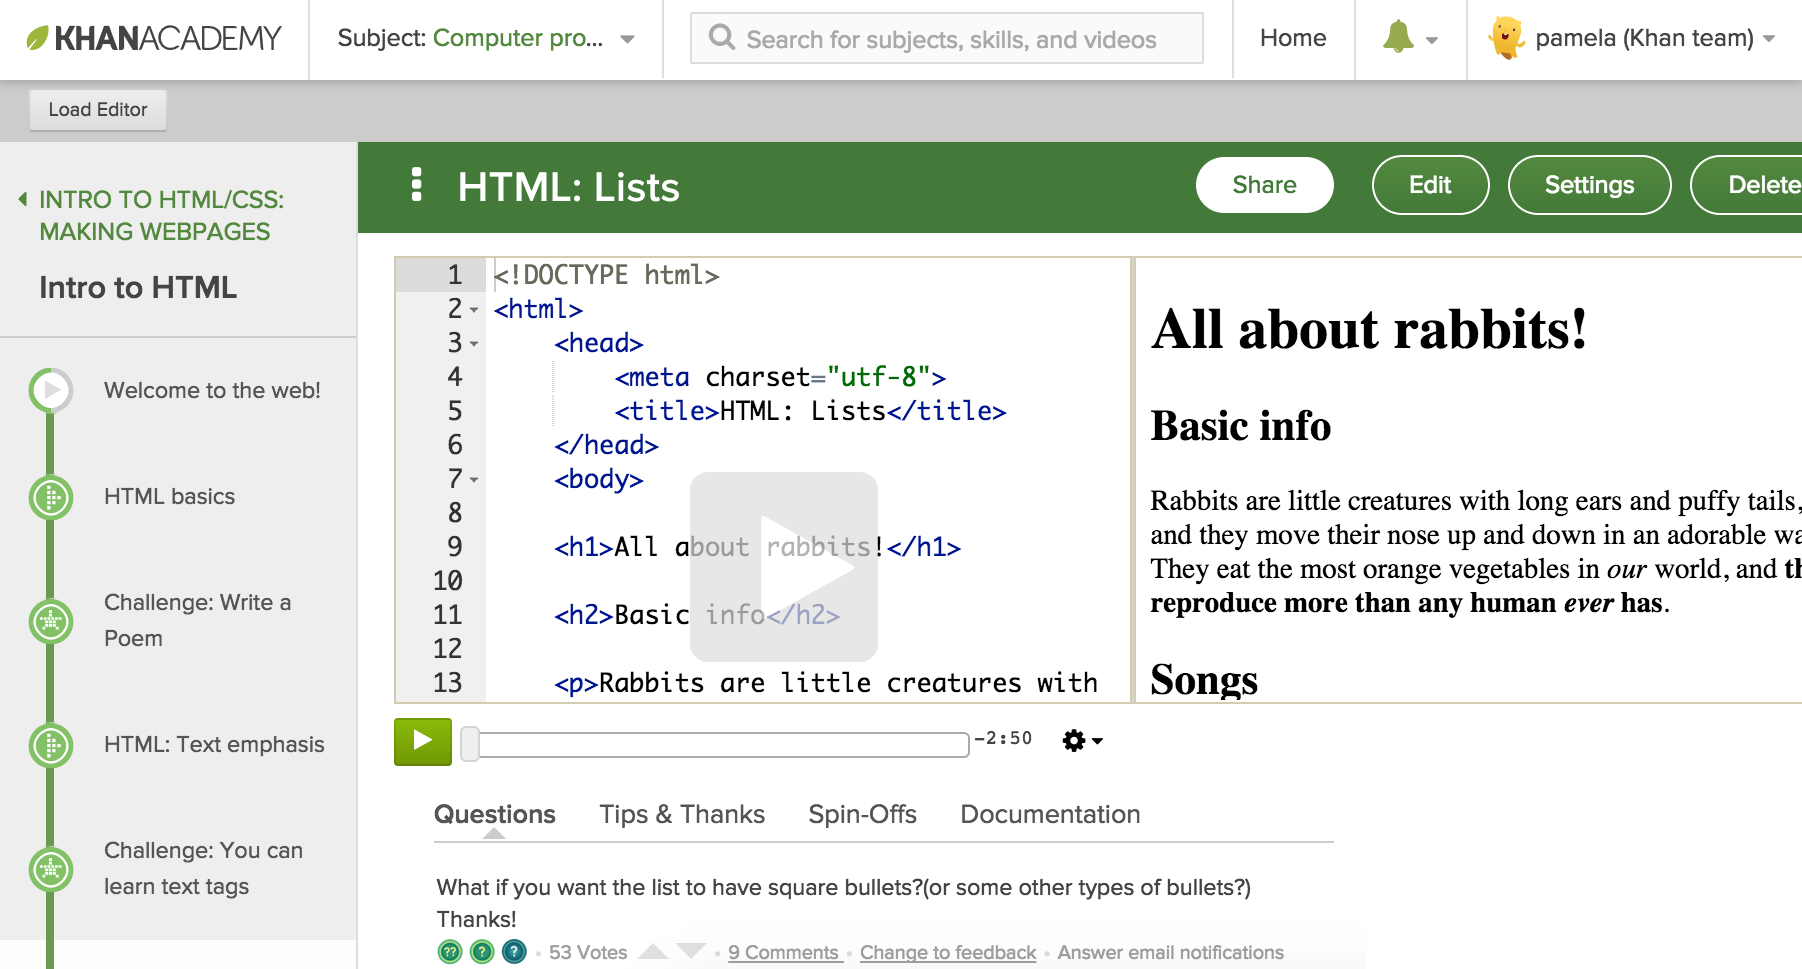 KHANACADEMY
Subject: Computer pro...
Search for subjects, skills, and videos
Home
pamela (Khan team)
Load Editor
INTRO TO HTML/CSS:
MAKING WEBPAGES
Intro to HTML
Welcome to the web!
HTML basics
Challenge: Write a
Poem
HTML: Text emphasis
Challenge: You can
learn text tags
HTML: Lists
Share
Edit
Settings
Delete
1 <!DOCTYPE html>
2 <html>
3 <head>
4 <meta charset="utf-8">
5 <title>HTML: Lists</title>
6 </head>
7 <body>
8
9 <h1>All about rabbits!</h1>
10
11 <h2>Basic info</h2>
12
13 <p>Rabbits are little creatures with
All about rabbits!
Basic info
Rabbits are little creatures with long ears and puffy tails,
and they move their nose up and down in an adorable wa
They eat the most orange vegetables in our world, and th
reproduce more than any human ever has.
Songs
-2:50
Questions
Tips & Thanks
Spin-Offs
Documentation
What if you want the list to have square bullets?(or some other types of bullets?)
Thanks!
?? ? ? • 53 Votes • 9 Comments • Change to feedback • Answer email notifications